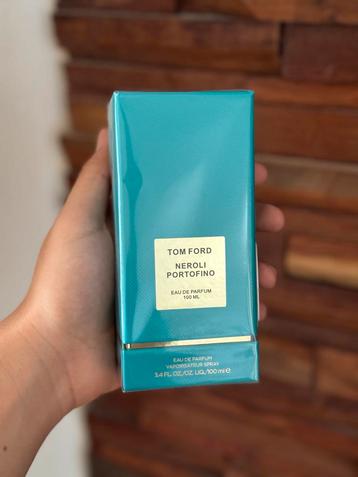 TOM FORD
NEROLI
PORTOFINO
EAU DE PARFUM
100 ML
EAU DE PARFUM
VAPORISATEUR SPRAY
3.4 FL.OZ./OZ. LIQ./100 ml ℮